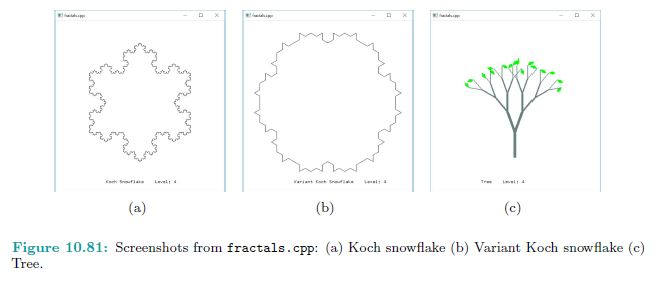 fractals.cpp
fractals.cpp
fractals.cpp
Koch Snowflake Level: 4
Variant Koch Snowflake Level: 4
Tree Level: 4
(a)
(b)
(c)
Figure 10.81: Screenshots from fractals.cpp: (a) Koch snowflake (b) Variant Koch snowflake (c)
Tree.